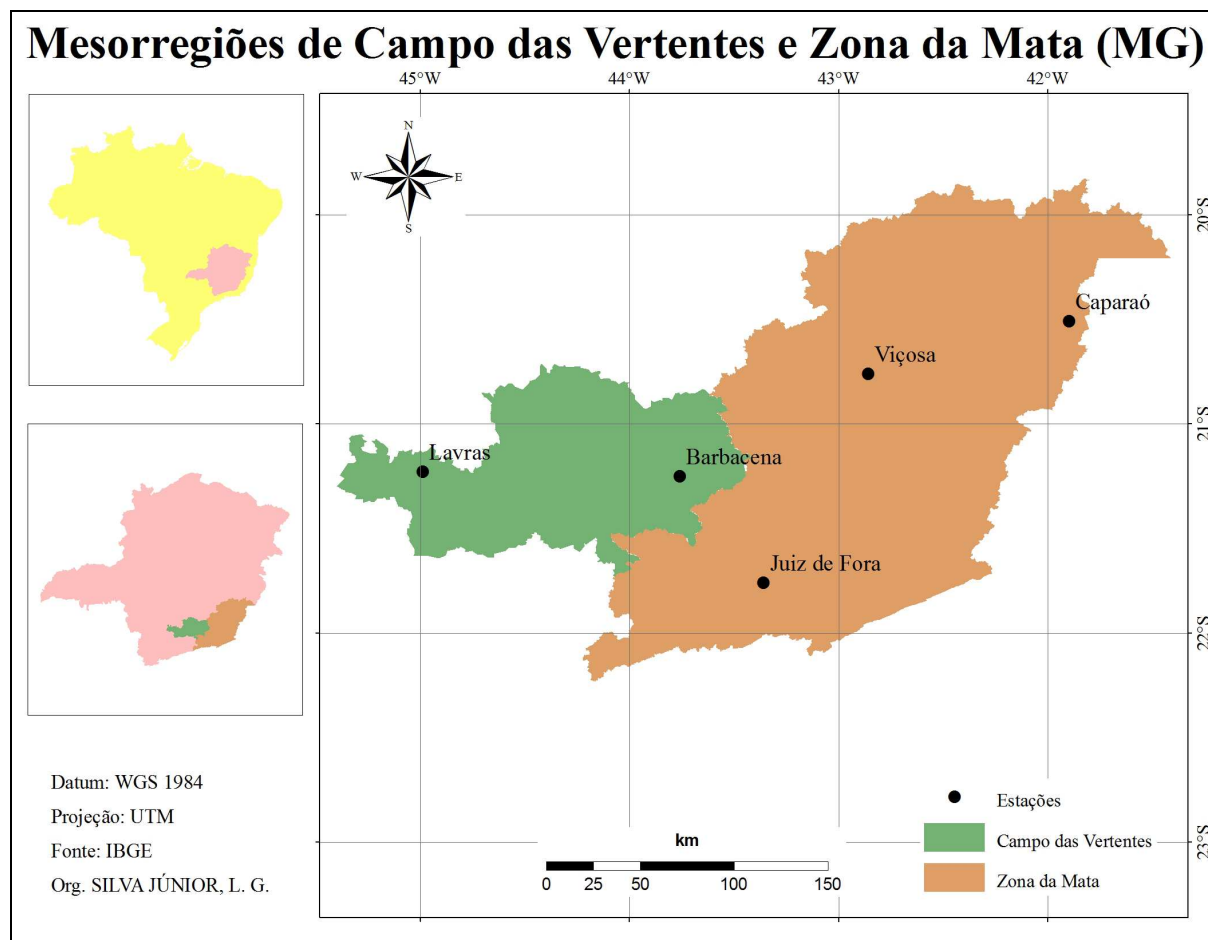 Mesorregiões de Campo das Vertentes e Zona da Mata (MG)
45°W 44°W 43°W 42°W
N
W E
S
20°S
Caparaó
Viçosa
21°S
Lavras
Barbacena
Juiz de Fora
22°S
Datum: WGS 1984
Projeção: UTM
Fonte: IBGE
Org. SILVA JÚNIOR, L. G.
km
0 25 50 100 150
Estações
Campo das Vertentes
Zona da Mata
23°S